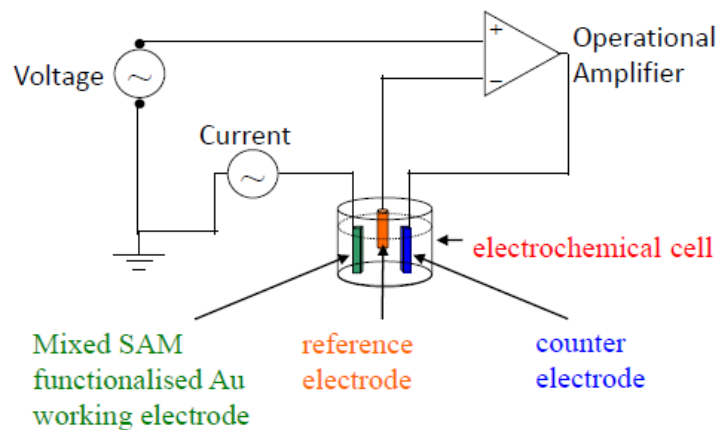 Operational
Amplifier
+
−
Voltage
~
Current
~
electrochemical cell
Mixed SAM
functionalised Au
working electrode
reference
electrode
counter
electrode